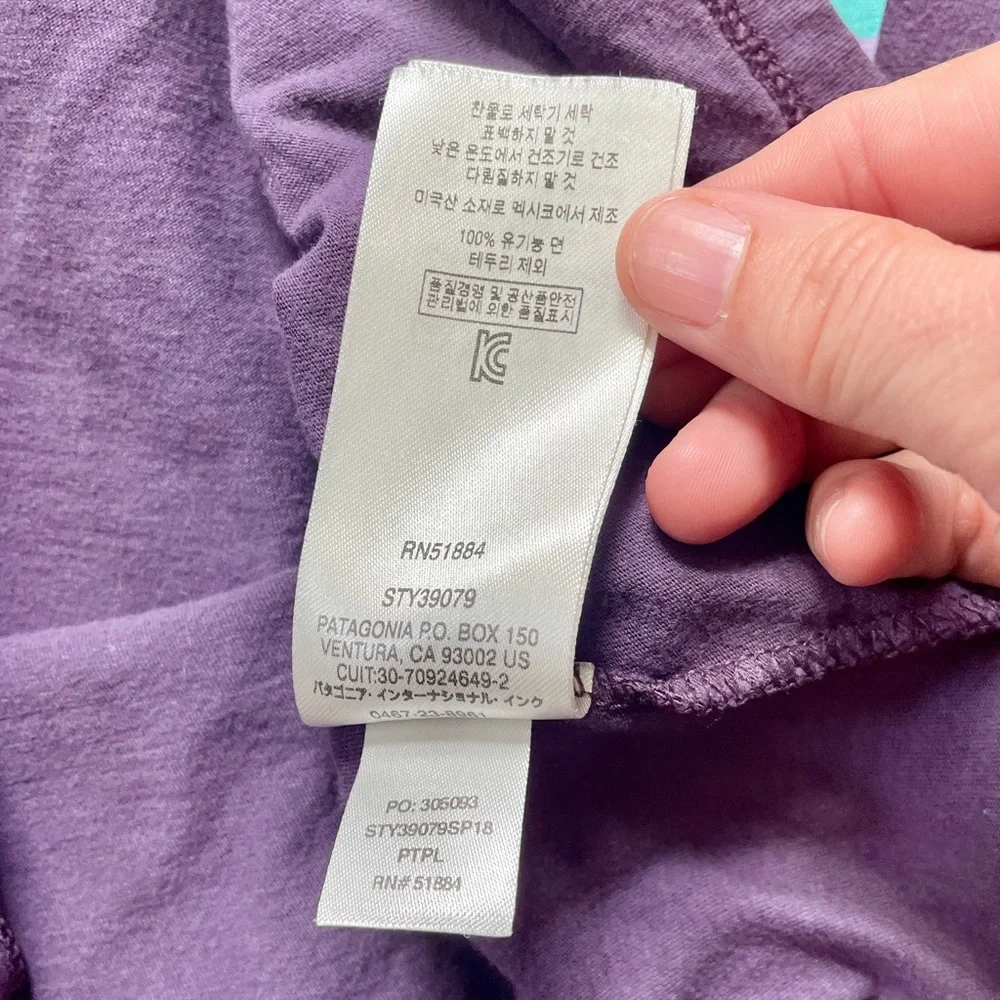 찬물로 세탁기 세탁
표백하지 말 것
낮은 온도에서 건조기로 건조
다림질하지 말 것
미국산 소재로 멕시코에서 제조
100% 유기농 면
테두리 제외
품질경영 및 공산품안전
관리법에 의한 품질표시
KC
RN51884
STY39079
PATAGONIA P.O. BOX 150
VENTURA, CA 93002 US
CUIT:30-70924649-2
パタゴニア・インターナショナル・インク
0467-23-8961
PO: 305093
STY39079SP18
PTPL
RN# 51884